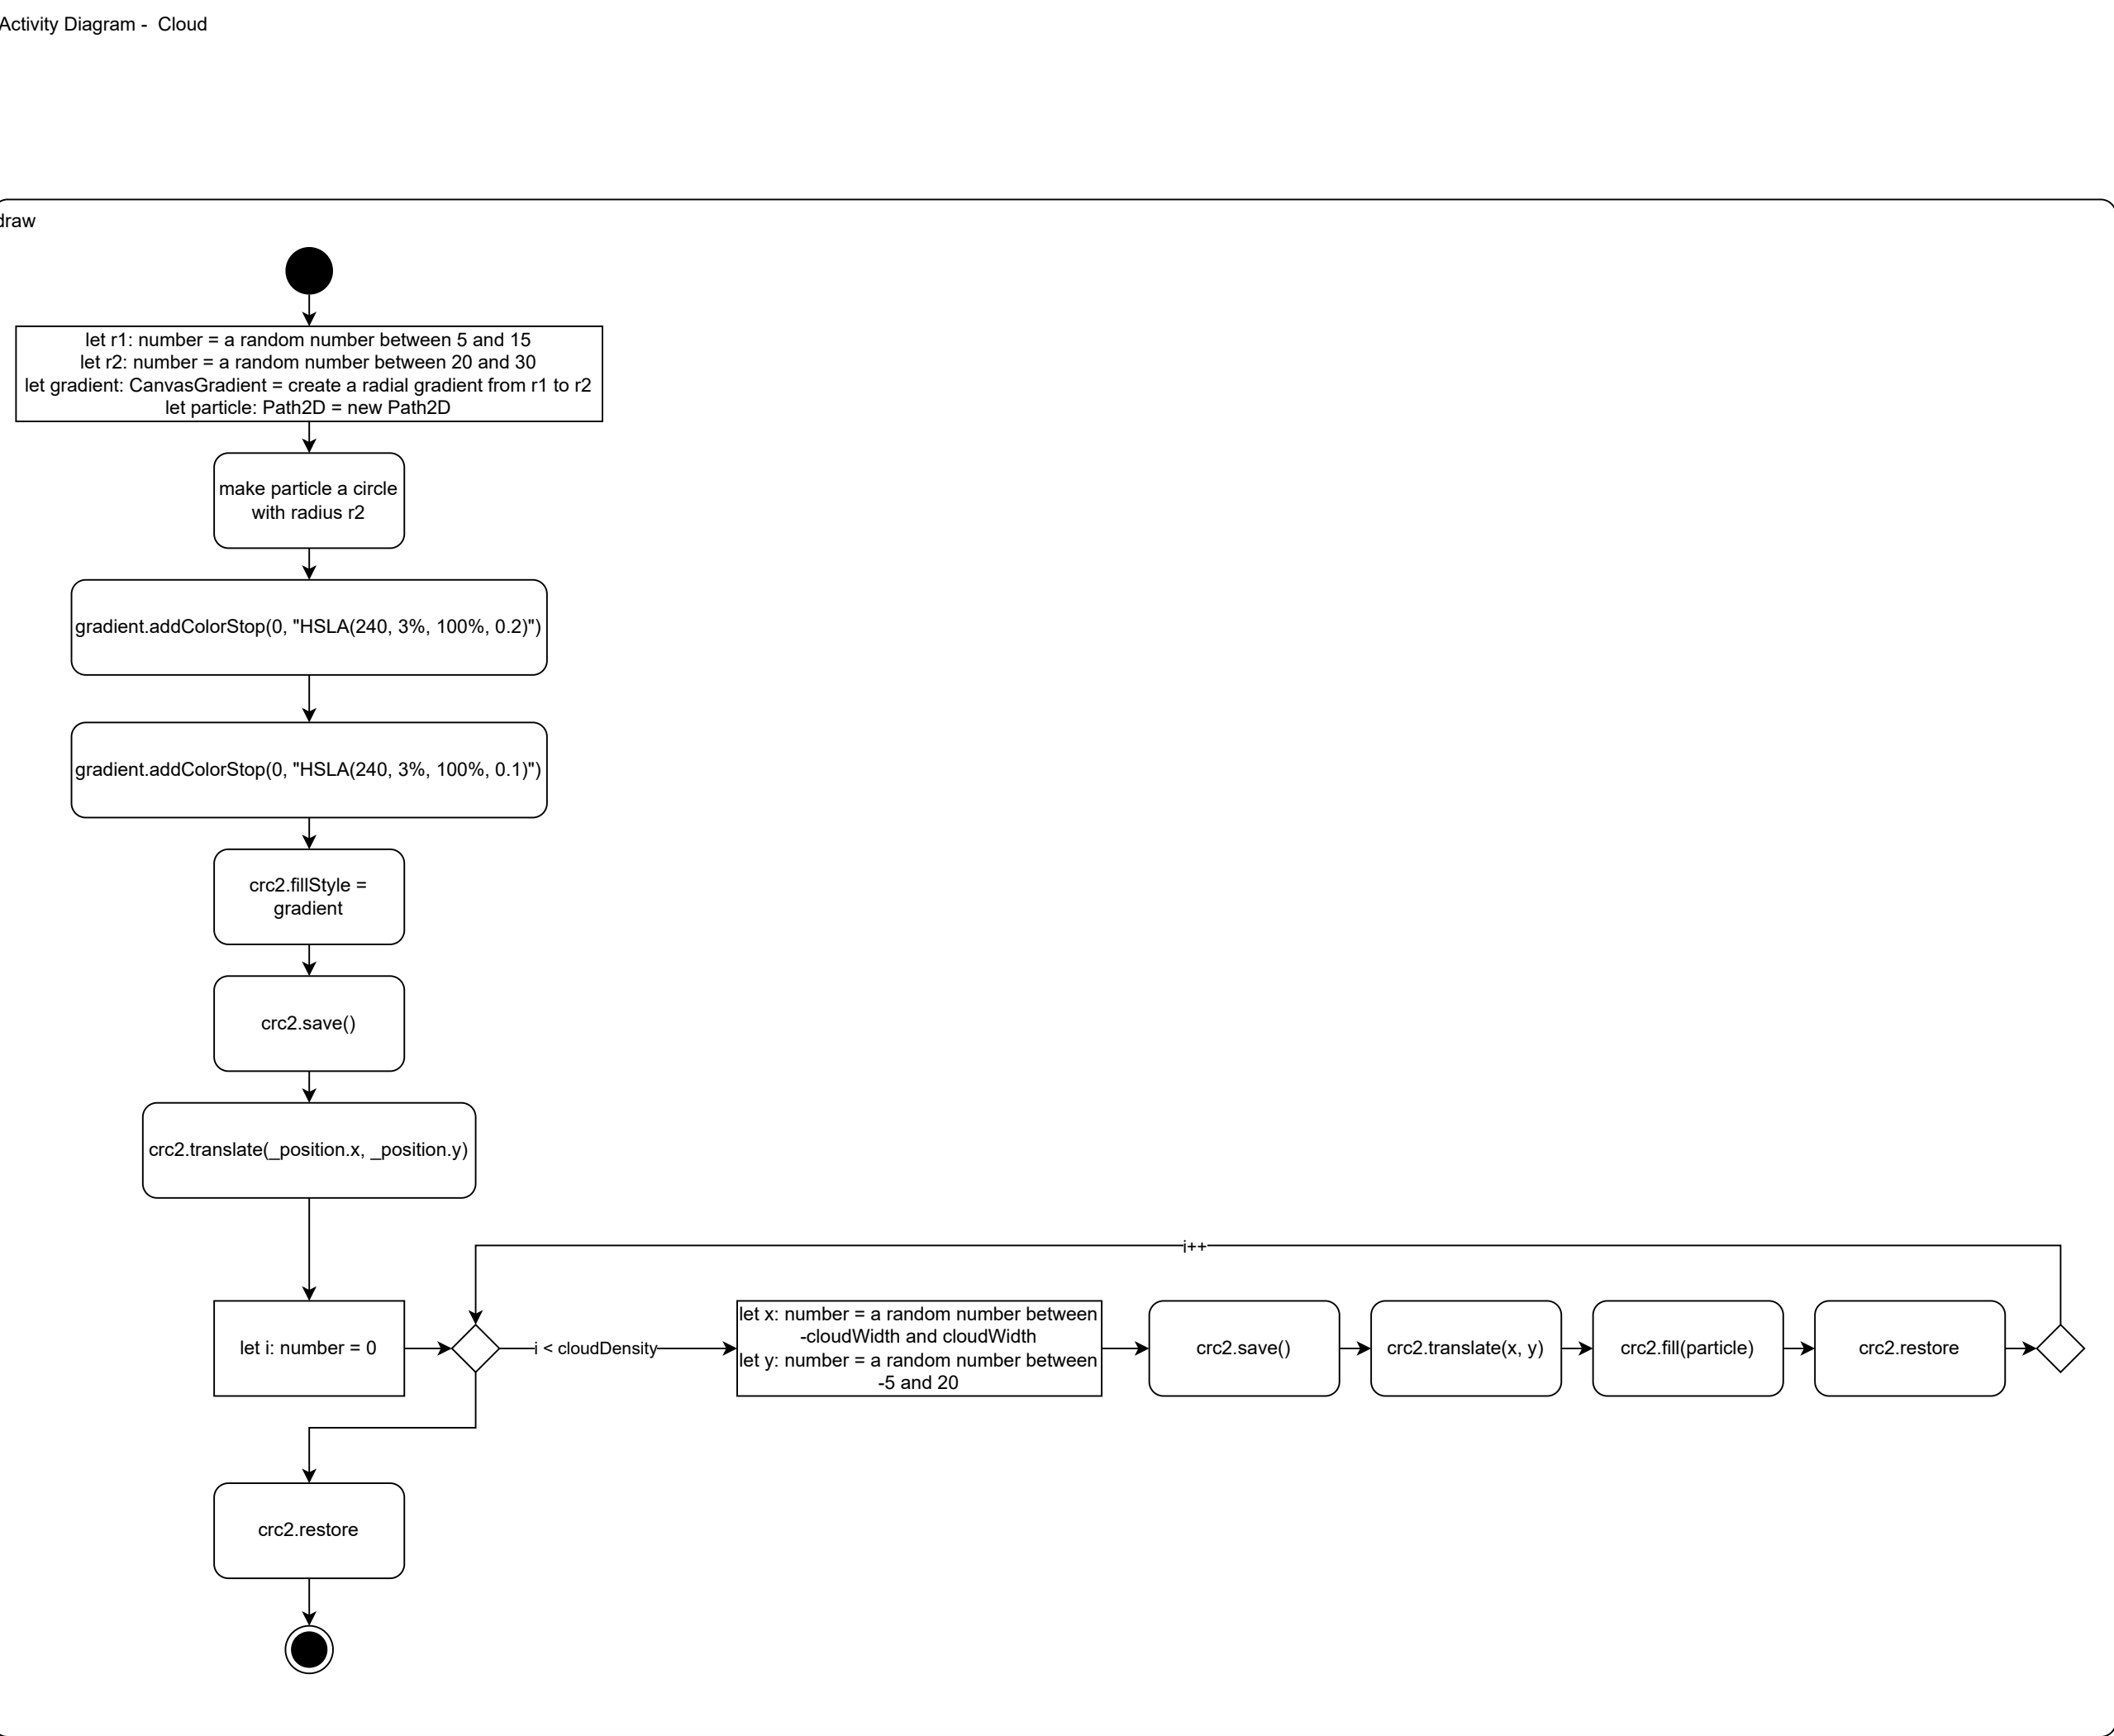 Activity Diagram -  Cloud
draw
let r1: number = a random number between 5 and 15
let r2: number = a random number between 20 and 30
let gradient: CanvasGradient = create a radial gradient from r1 to r2
let particle: Path2D = new Path2D
make particle a circle
with radius r2
gradient.addColorStop(0, "HSLA(240, 3%, 100%, 0.2)")
gradient.addColorStop(0, "HSLA(240, 3%, 100%, 0.1)")
crc2.fillStyle =
gradient
crc2.save()
crc2.translate(_position.x, _position.y)
i++
let i: number = 0
i < cloudDensity
let x: number = a random number between
-cloudWidth and cloudWidth
let y: number = a random number between
-5 and 20
crc2.save()
crc2.translate(x, y)
crc2.fill(particle)
crc2.restore
crc2.restore